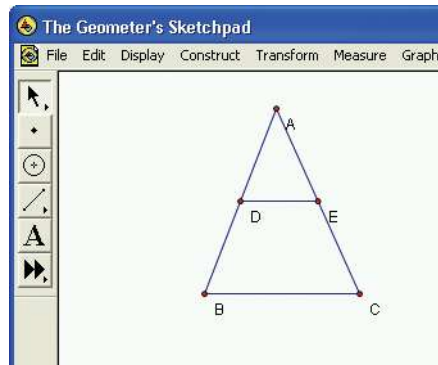 The Geometer's Sketchpad
File Edit Display Construct Transform Measure Graph
A
A
D E
B C